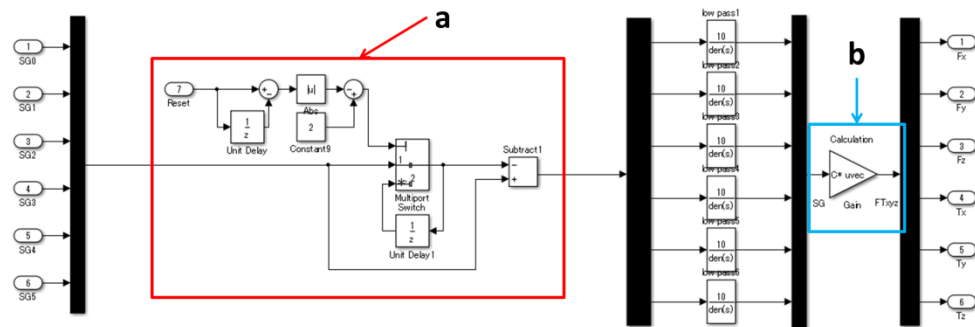 a
b
1
SG0
2
SG1
3
SG2
4
SG3
5
SG4
6
SG5
7
Reset
+
-
|u|
Abs
-
+
1
z
Unit Delay
2
Constant9
1
*, 2
Multiport
Switch
1
z
Unit Delay1
Subtract1
-
+
low pass1
10
den(s)
low pass2
10
den(s)
low pass3
10
den(s)
low pass4
10
den(s)
low pass5
10
den(s)
low pass6
10
den(s)
Calculation
C* uvec
SG
Gain
FTxyz
1
Fx
2
Fy
3
Fz
4
Tx
5
Ty
6
Tz